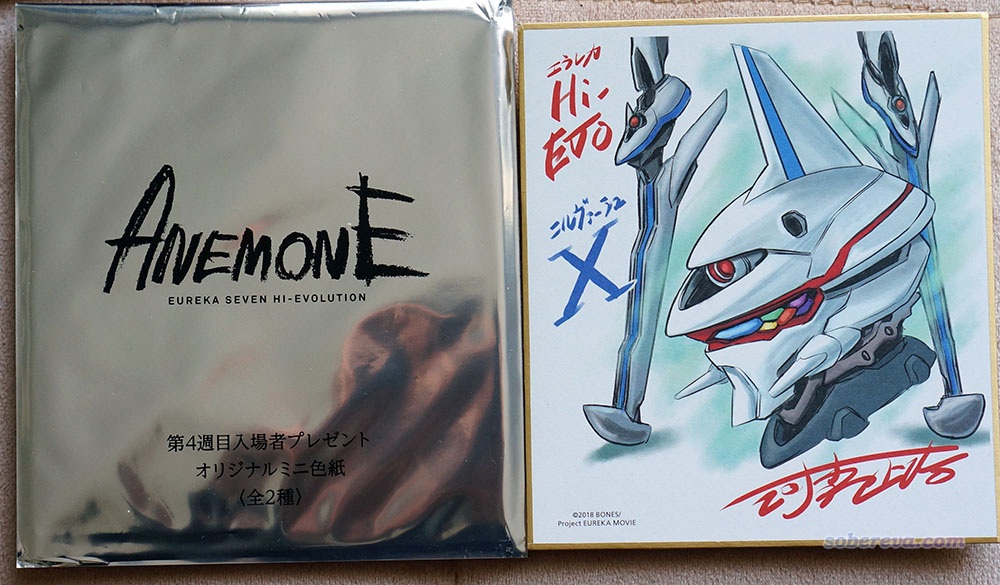 ANEMONE
EUREKA SEVEN HI-EVOLUTION
第4週目入場者プレゼント
オリジナルミニ色紙
〈全2種〉
エウレカ
Hi-
EVO
ニルヴァーシュ
X
©2018 BONES/
Project EUREKA MOVIE
sobereva.com